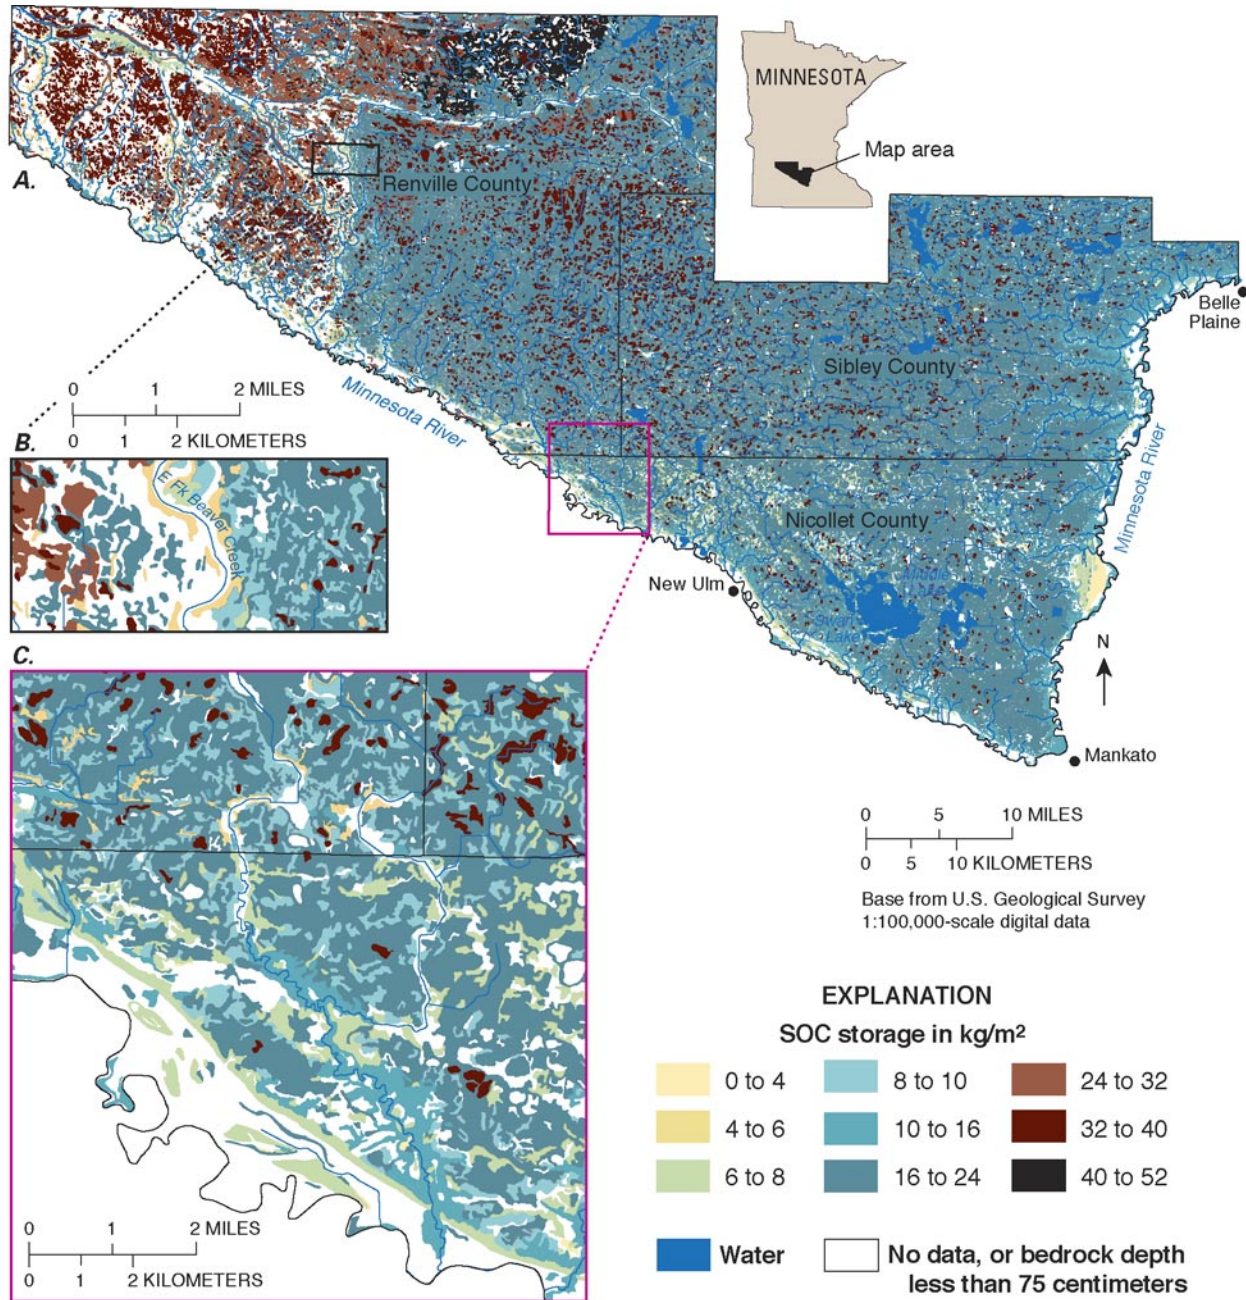 MINNESOTA
Map area
A.
Renville County
Belle
Plaine
Sibley County
0 1 2 MILES
0 1 2 KILOMETERS
Minnesota River
Minnesota River
B.
E Fk Beaver Creek
Nicollet County
New Ulm
Middle
Lake
Swan
Lake
N
C.
Mankato
0 5 10 MILES
0 5 10 KILOMETERS
Base from U.S. Geological Survey
1:100,000-scale digital data
EXPLANATION
SOC storage in kg/m²
0 to 4
8 to 10
24 to 32
4 to 6
10 to 16
32 to 40
6 to 8
16 to 24
40 to 52
Water
No data, or bedrock depth
less than 75 centimeters
0 1 2 MILES
0 1 2 KILOMETERS